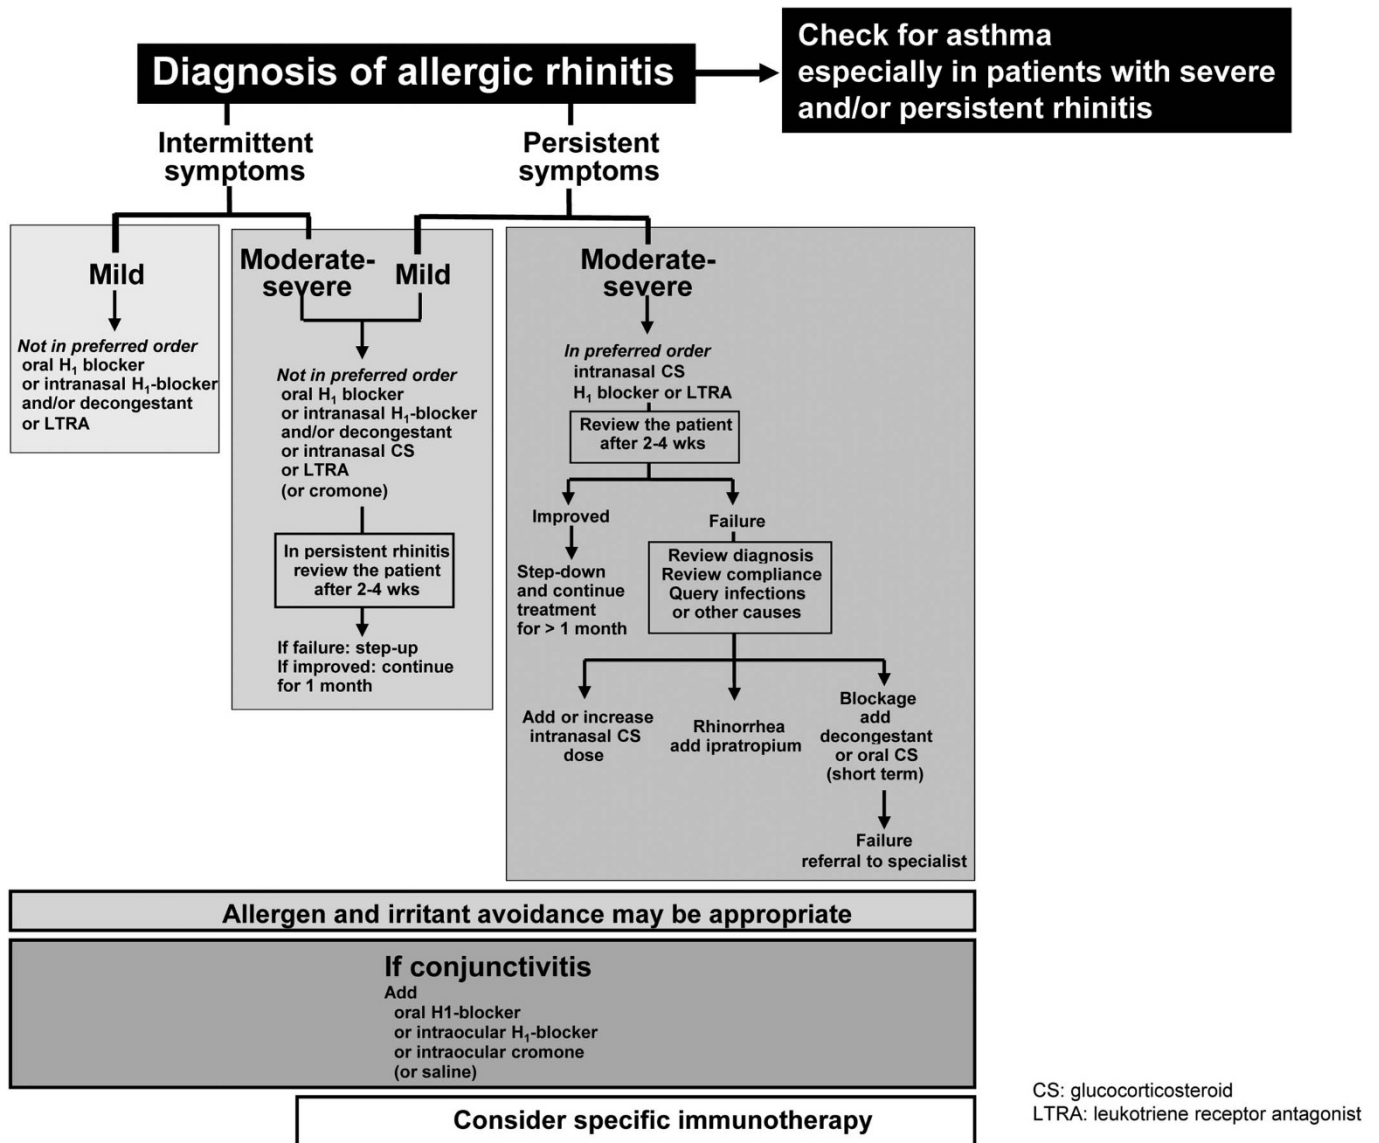 Diagnosis of allergic rhinitis
Check for asthma
especially in patients with severe
and/or persistent rhinitis
Intermittent
symptoms
Persistent
symptoms
Mild
Not in preferred order
oral H₁ blocker
or intranasal H₁-blocker
and/or decongestant
or LTRA
Moderate-
severe
Mild
Not in preferred order
oral H₁ blocker
or intranasal H₁-blocker
and/or decongestant
or intranasal CS
or LTRA
(or cromone)
In persistent rhinitis
review the patient
after 2-4 wks
If failure: step-up
If improved: continue
for 1 month
Moderate-
severe
In preferred order
intranasal CS
H₁ blocker or LTRA
Review the patient
after 2-4 wks
Improved
Step-down
and continue
treatment
for > 1 month
Failure
Review diagnosis
Review compliance
Query infections
or other causes
Add or increase
intranasal CS
dose
Rhinorrhea
add ipratropium
Blockage
add
decongestant
or oral CS
(short term)
Failure
referral to specialist
Allergen and irritant avoidance may be appropriate
If conjunctivitis
Add
oral H1-blocker
or intraocular H₁-blocker
or intraocular cromone
(or saline)
Consider specific immunotherapy
CS: glucocorticosteroid
LTRA: leukotriene receptor antagonist